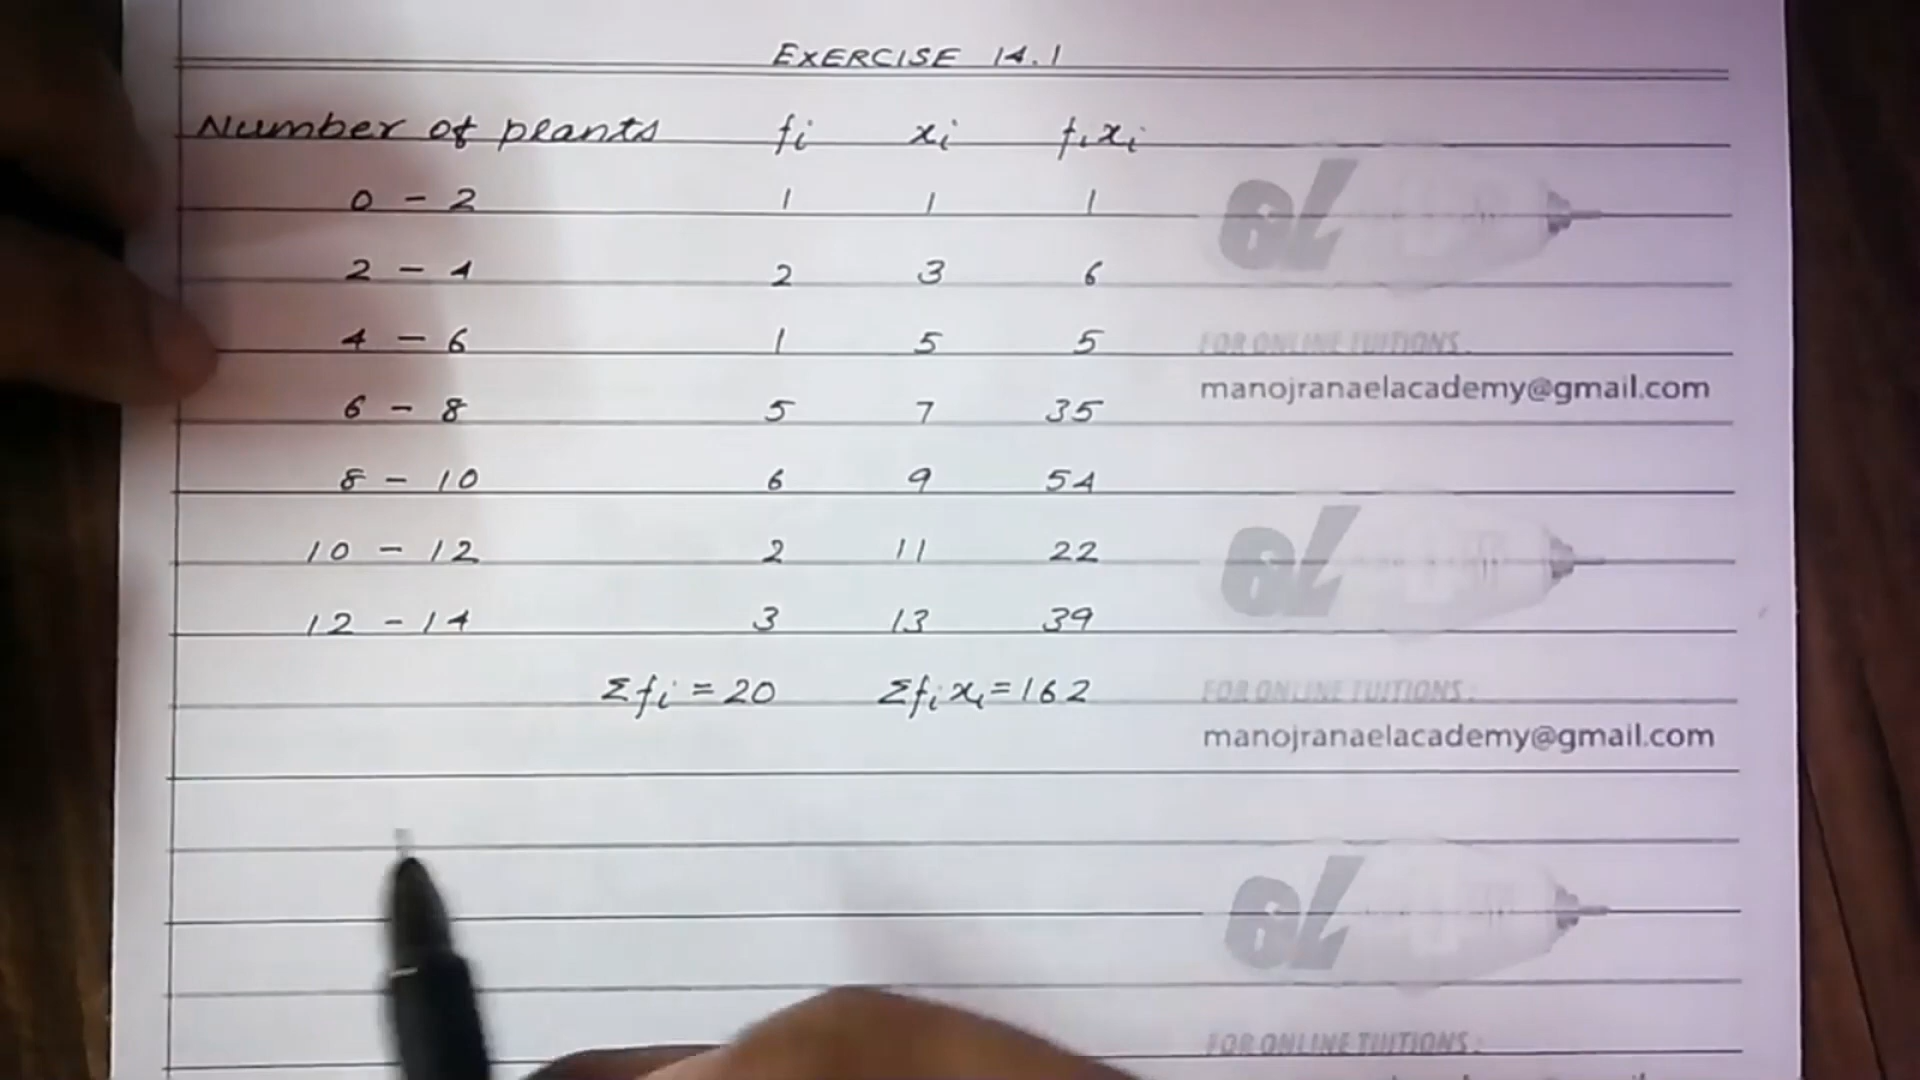 EXERCISE 14.1
Number of plants fi xi fixi
0 - 2 1 1 1
2 - 4 2 3 6
4 - 6 1 5 5
FOR ONLINE TUITIONS :
manojranaelacademy@gmail.com
6 - 8 5 7 35
8 - 10 6 9 54
10 - 12 2 11 22
12 - 14 3 13 39
Σfi = 20 Σfixi = 162
FOR ONLINE TUITIONS :
manojranaelacademy@gmail.com
FOR ONLINE TUITIONS :